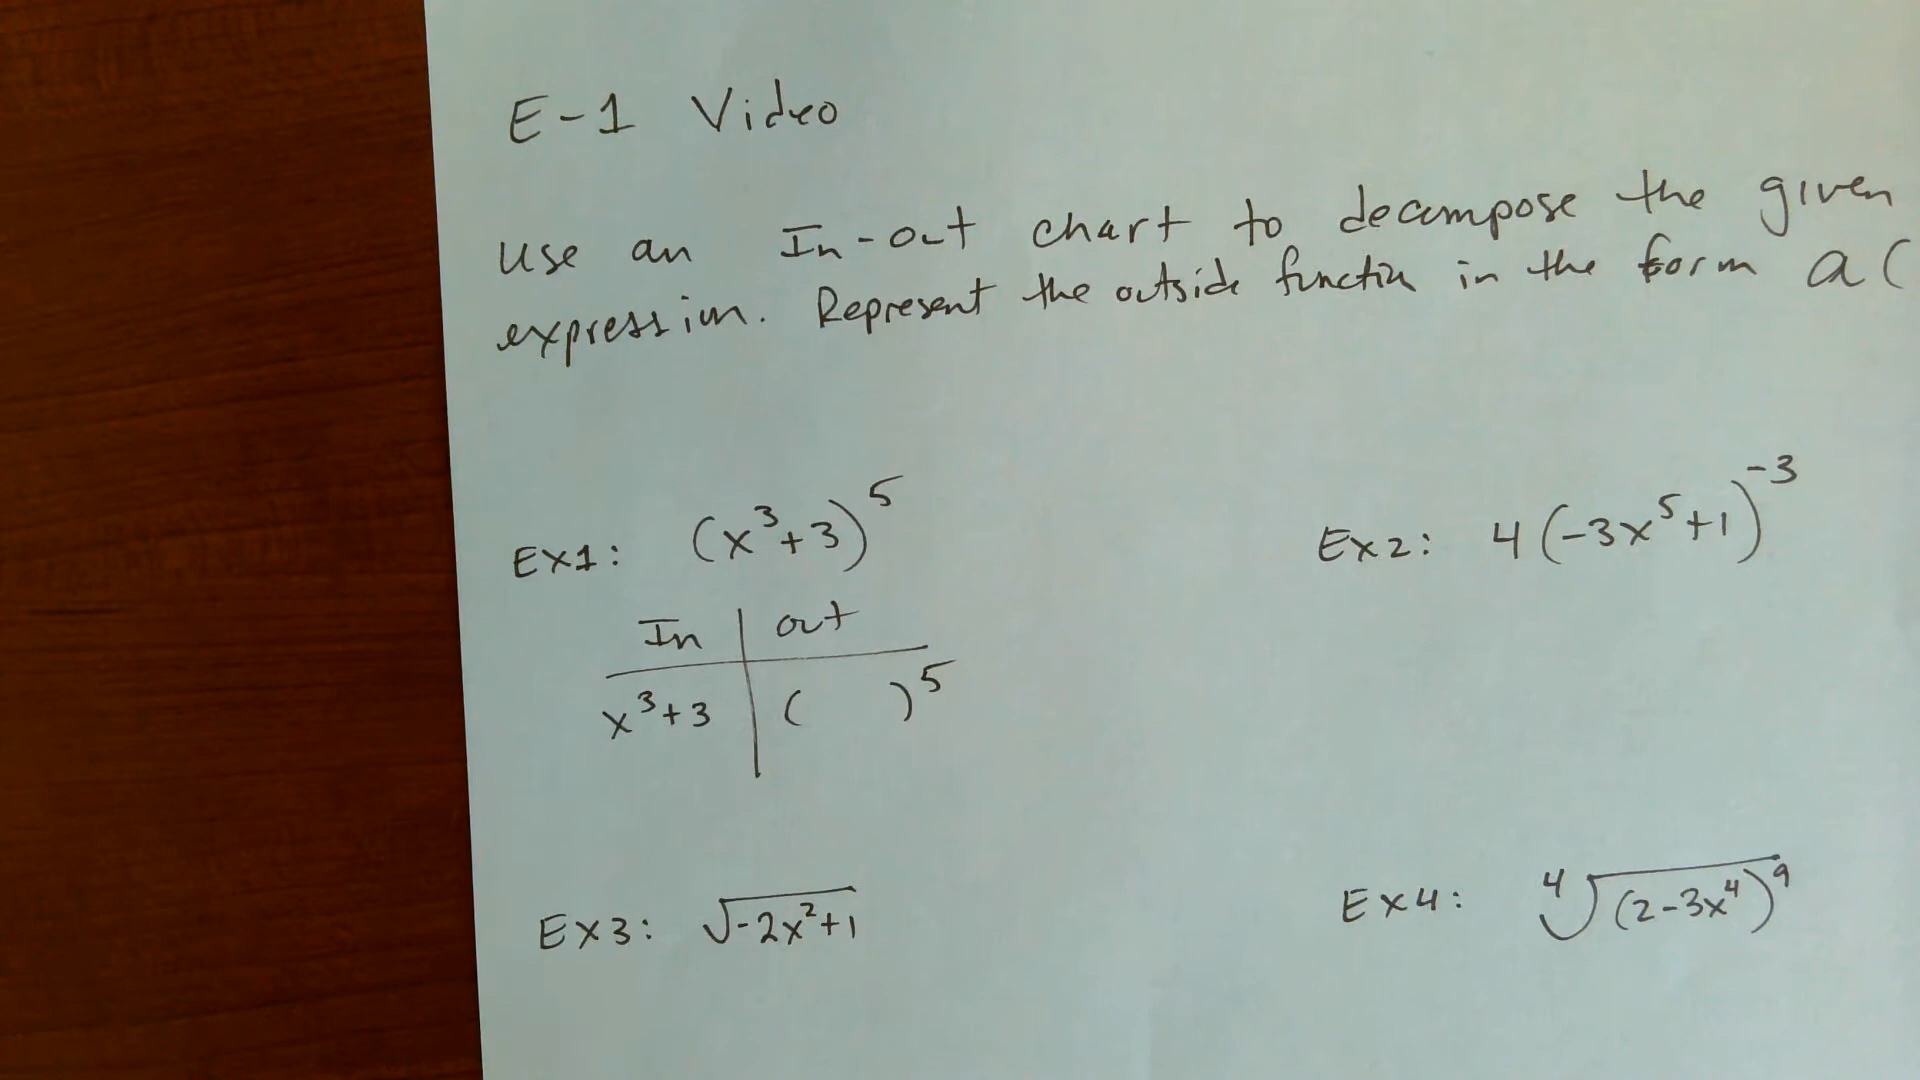 E-1 Video
Use an In-out chart to decompose the given
expression. Represent the outside function in the form a(
Ex1: (x³+3)⁵
Ex2: 4(-3x⁵+1)⁻³
In | out
x³+3 | ( )⁵
Ex3: √-2x²+1
Ex4: ⁴√(2-3x⁴)⁹